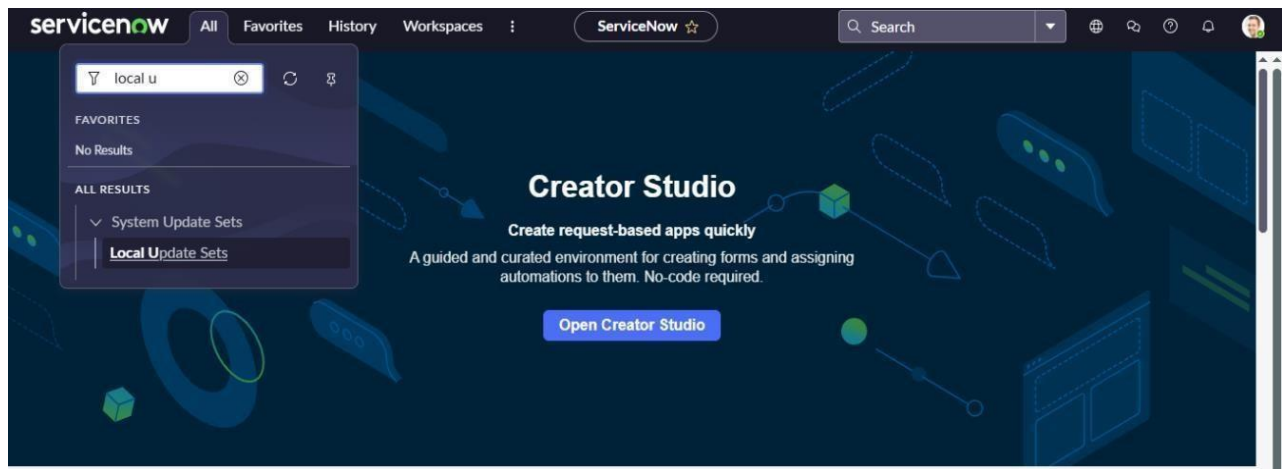 servicenow All Favorites History Workspaces ServiceNow Search
local u
FAVORITES
No Results
ALL RESULTS
System Update Sets
Local Update Sets
Creator Studio
Create request-based apps quickly
A guided and curated environment for creating forms and assigning
automations to them. No-code required.
Open Creator Studio